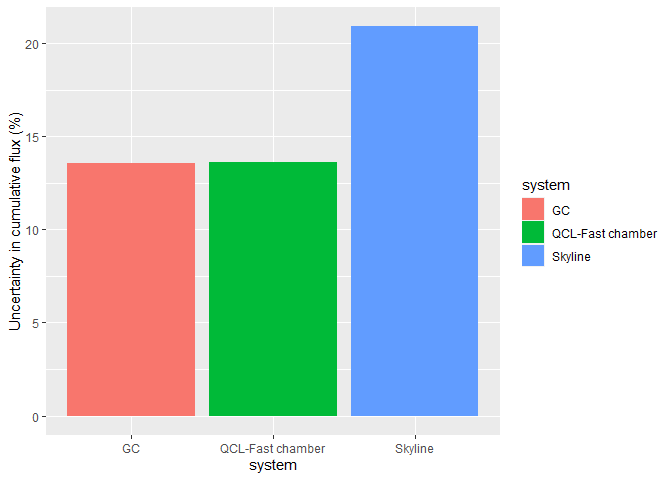 Uncertainty in cumulative flux (%)
20
15
10
5
0
GC
QCL-Fast chamber
Skyline
system
system
GC
QCL-Fast chamber
Skyline